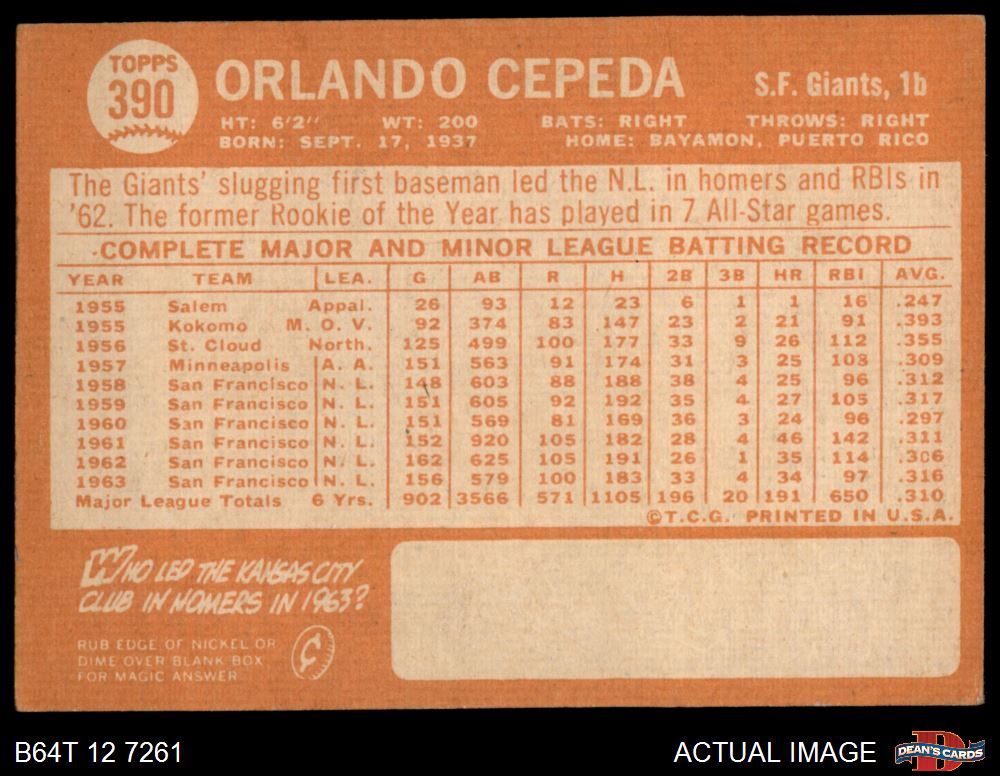 TOPPS
390
ORLANDO CEPEDA
S.F. Giants, 1b
HT: 6'2" WT: 200 BATS: RIGHT THROWS: RIGHT
BORN: SEPT. 17, 1937 HOME: BAYAMON, PUERTO RICO
The Giants' slugging first baseman led the N.L. in homers and RBIs in
'62. The former Rookie of the Year has played in 7 All-Star games.
COMPLETE MAJOR AND MINOR LEAGUE BATTING RECORD
YEAR TEAM LEA. G AB R H 2B 3B HR RBI AVG.
1955 Salem Appal. 26 93 12 23 6 1 1 16 .247
1955 Kokomo M. O. V. 92 374 83 147 23 2 21 91 .393
1956 St. Cloud North. 125 499 100 177 33 9 26 112 .355
1957 Minneapolis A. A. 151 563 91 174 31 3 25 108 .309
1958 San Francisco N. L. 148 603 88 188 38 4 25 96 .312
1959 San Francisco N. L. 151 605 92 192 35 4 27 105 .317
1960 San Francisco N. L. 151 569 81 169 36 3 24 96 .297
1961 San Francisco N. L. 152 920 105 182 28 4 46 142 .311
1962 San Francisco N. L. 162 625 105 191 26 1 35 114 .306
1963 San Francisco N. L. 156 579 100 183 33 4 34 97 .316
Major League Totals 6 Yrs. 902 3566 571 1105 196 20 191 650 .310
©T.C.G. PRINTED IN U.S.A.
WHO LED THE KANSAS CITY
CLUB IN HOMERS IN 1963?
RUB EDGE OF NICKEL OR
DIME OVER BLANK BOX
FOR MAGIC ANSWER
B64T 12 7261
ACTUAL IMAGE
DEAN'S CARDS